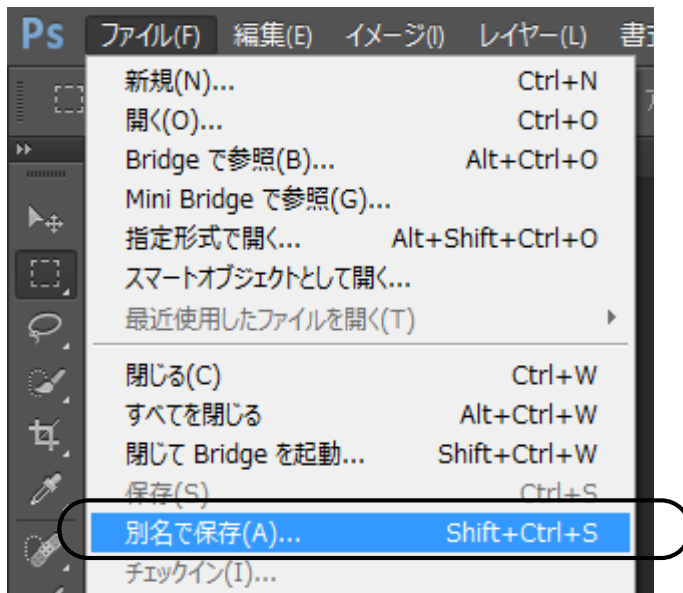 Ps ファイル(F) 編集(E) イメージ(I) レイヤー(L)
新規(N)... Ctrl+N
開く(O)... Ctrl+O
Bridge で参照(B)... Alt+Ctrl+O
Mini Bridge で参照(G)...
指定形式で開く... Alt+Shift+Ctrl+O
スマートオブジェクトとして開く...
最近使用したファイルを開く(T)
閉じる(C) Ctrl+W
すべてを閉じる Alt+Ctrl+W
閉じて Bridge を起動... Shift+Ctrl+W
保存(S) Ctrl+S
別名で保存(A)... Shift+Ctrl+S
チェックイン(I)...